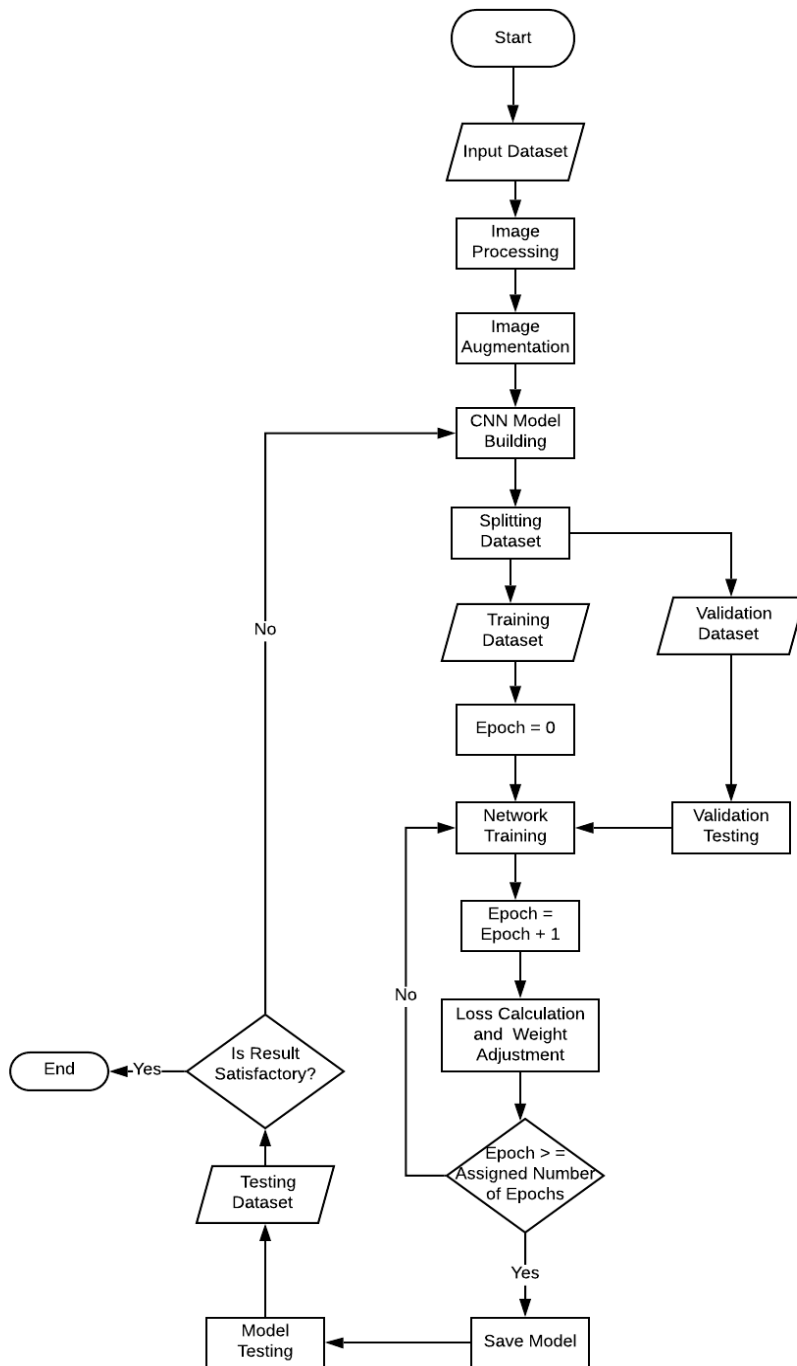 Start
Input Dataset
Image
Processing
Image
Augmentation
CNN Model
Building
Splitting
Dataset
Training
Dataset
Validation
Dataset
No
Epoch = 0
Network
Training
Validation
Testing
Epoch =
Epoch + 1
No
Loss Calculation
and Weight
Adjustment
Is Result
Satisfactory?
Yes
End
Epoch > =
Assigned Number
of Epochs
Testing
Dataset
Yes
Save Model
Model
Testing